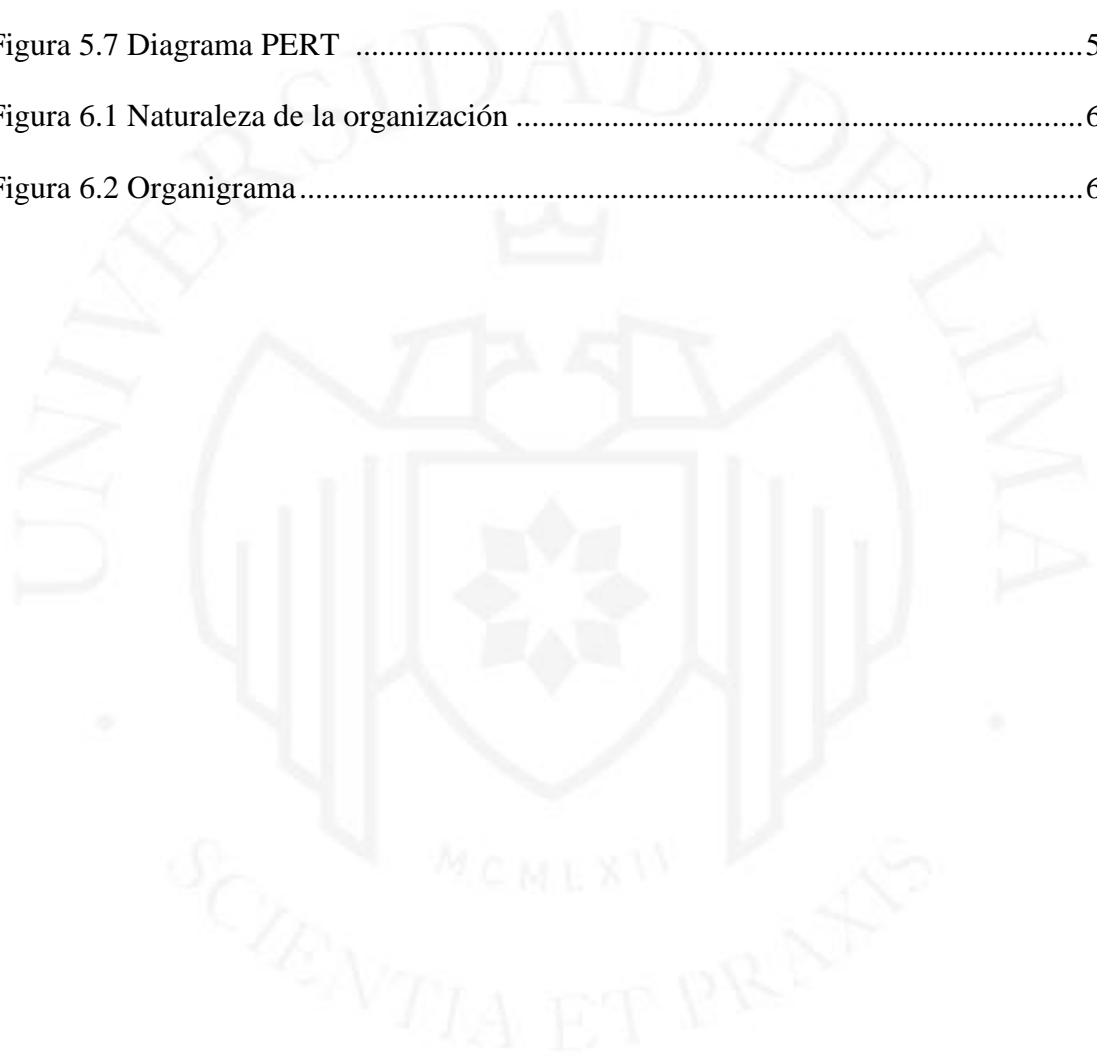 Figura 5.7 Diagrama PERT ....................................................................................5
Figura 6.1 Naturaleza de la organización ..................................................................6
Figura 6.2 Organigrama...........................................................................................6
UNIVERSIDAD DE LIMA
MCMLXII
SCIENTIA ET PRAXIS